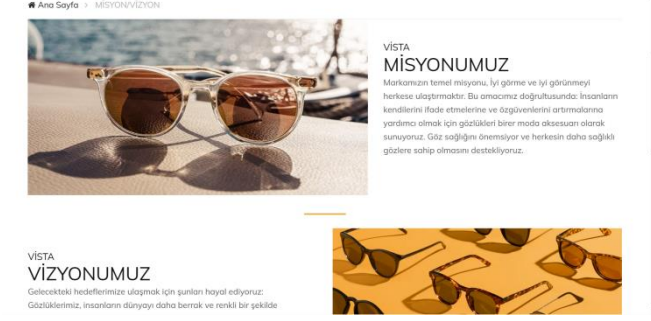 Ana Sayfa > MİSYON/VİZYON
VİSTA
MİSYONUMUZ
Markamızın temel misyonu, İyi görme ve iyi görünmeyi
herkese ulaştırmaktır. Bu amacımız doğrultusunda: İnsanların
kendilerini ifade etmelerine ve özgüvenlerini artırmalarına
yardımcı olmak için gözlükleri birer moda aksesuarı olarak
sunuyoruz. Göz sağlığını önemsiyor ve herkesin daha sağlıklı
gözlere sahip olmasını destekliyoruz.
VİSTA
VİZYONUMUZ
Gelecekteki hedeflerimize ulaşmak için şunları hayal ediyoruz:
Gözlüklerimiz, insanların dünyayı daha berrak ve renkli bir şekilde